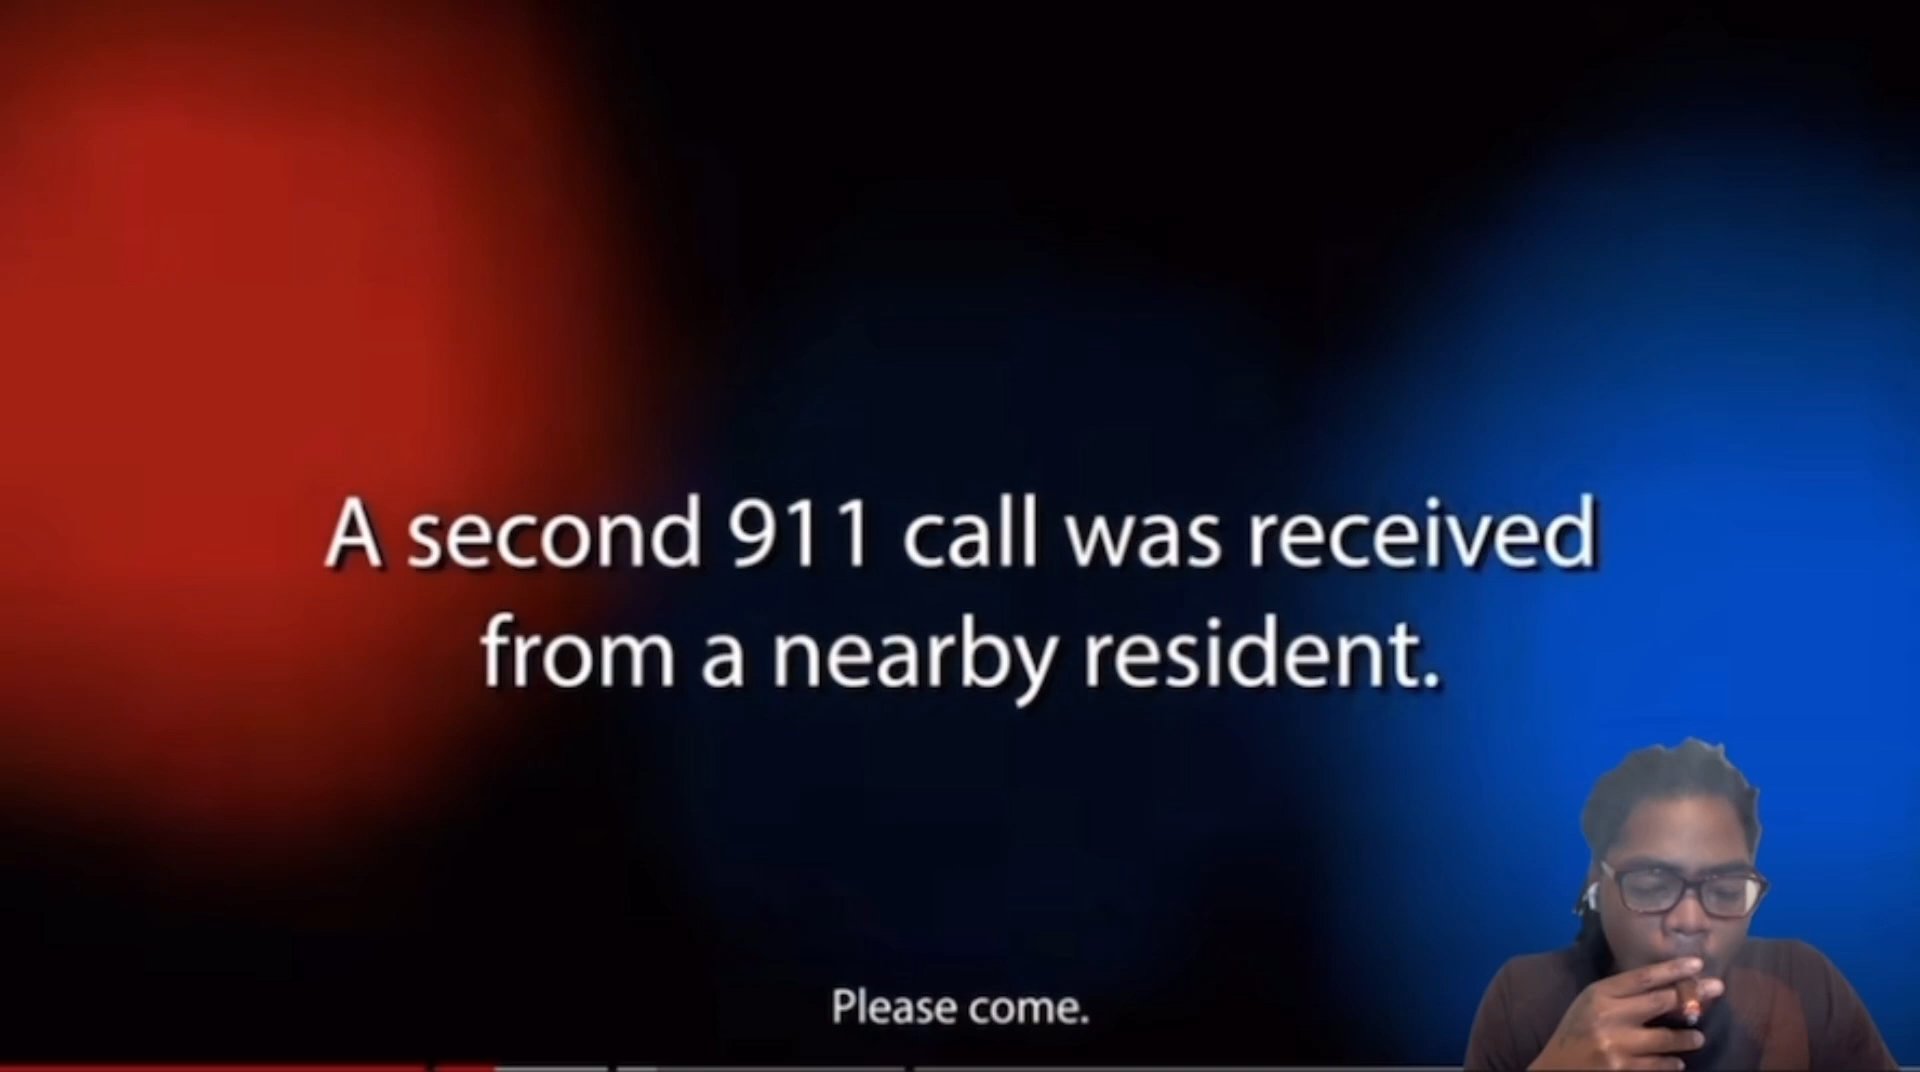 A second 911 call was received
from a nearby resident.
Please come.